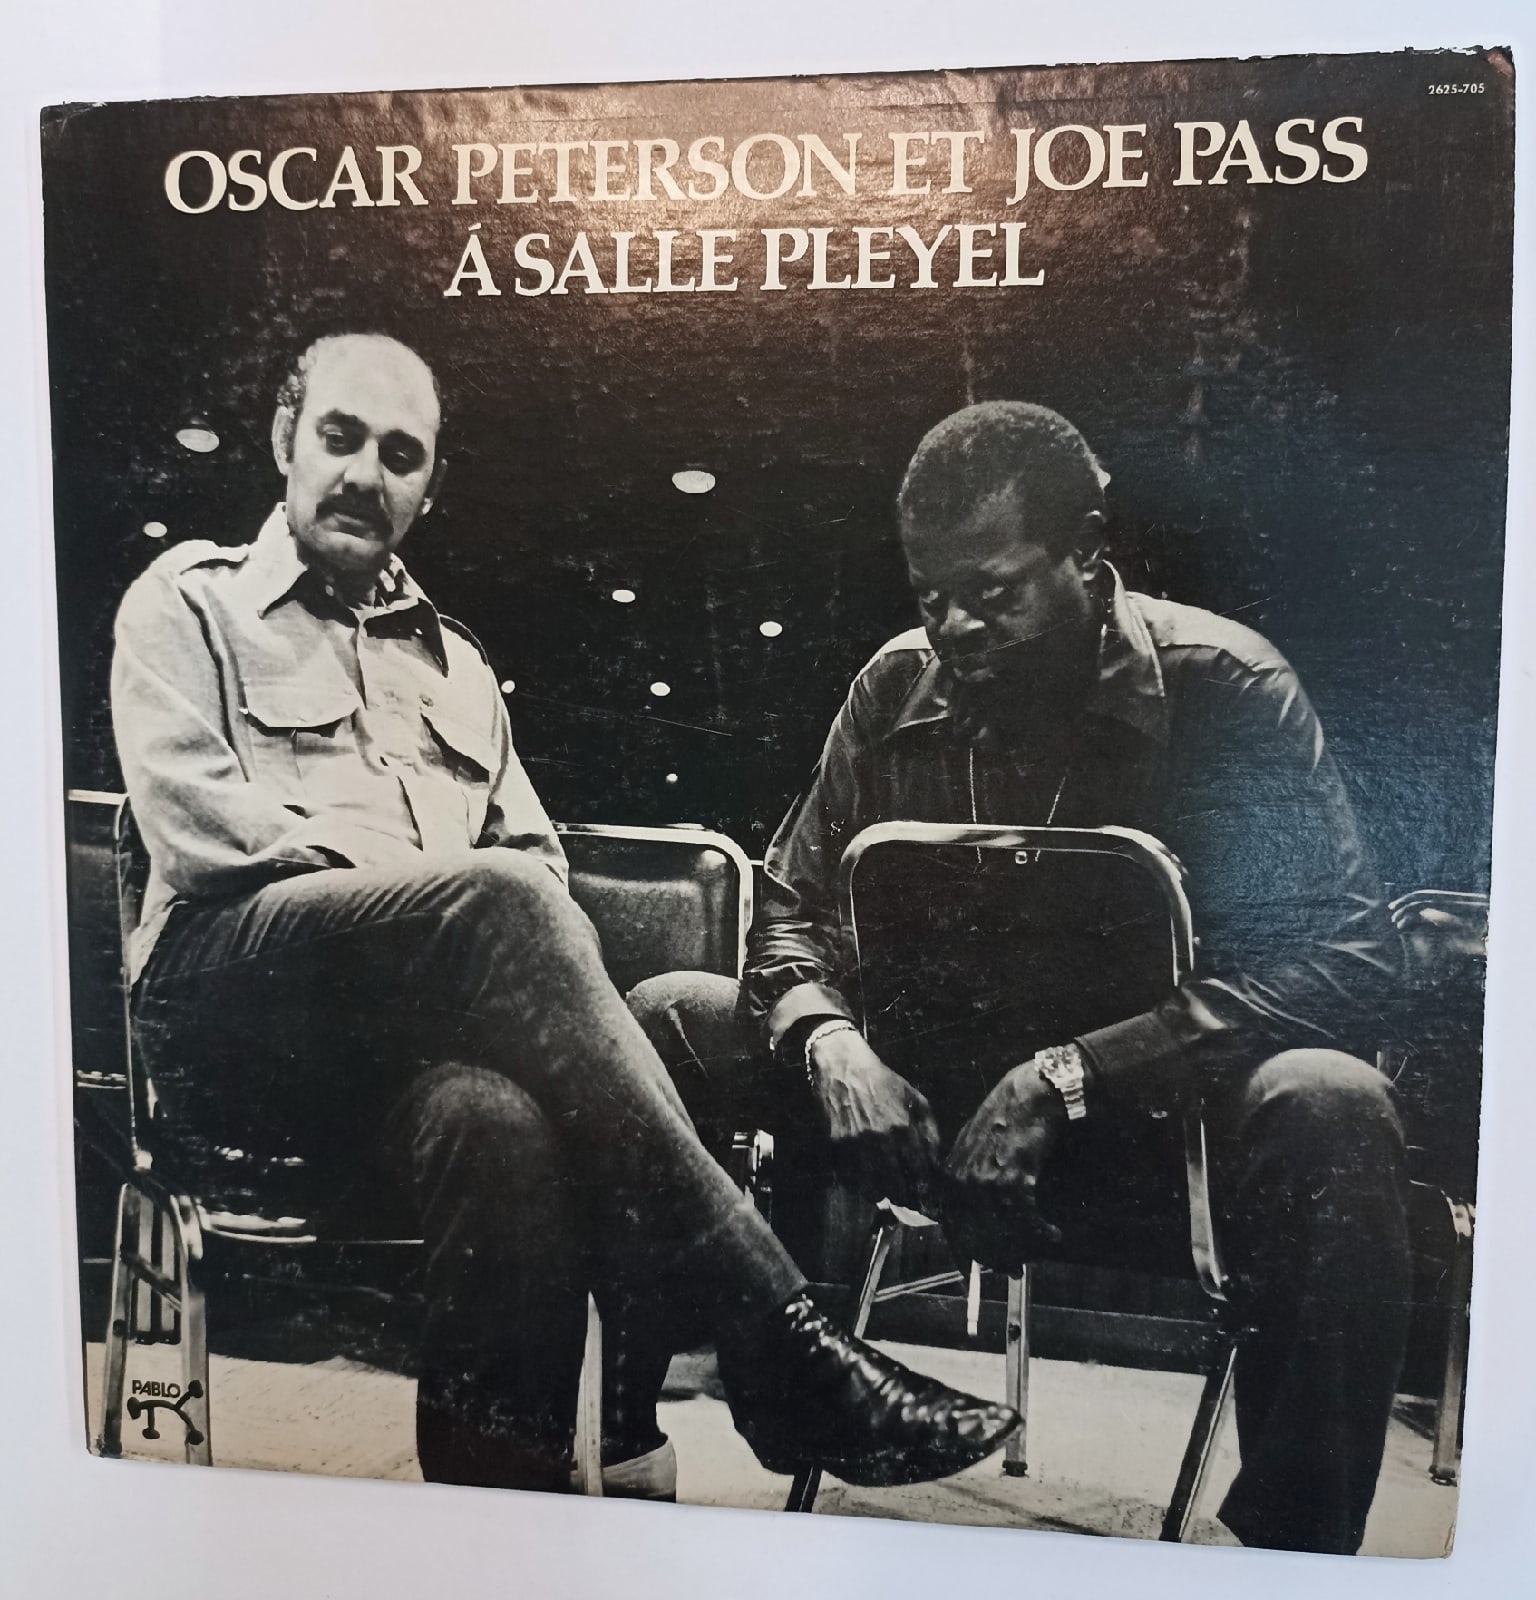 2625-705
OSCAR PETERSON ET JOE PASS
Á SALLE PLEYEL
PABLO